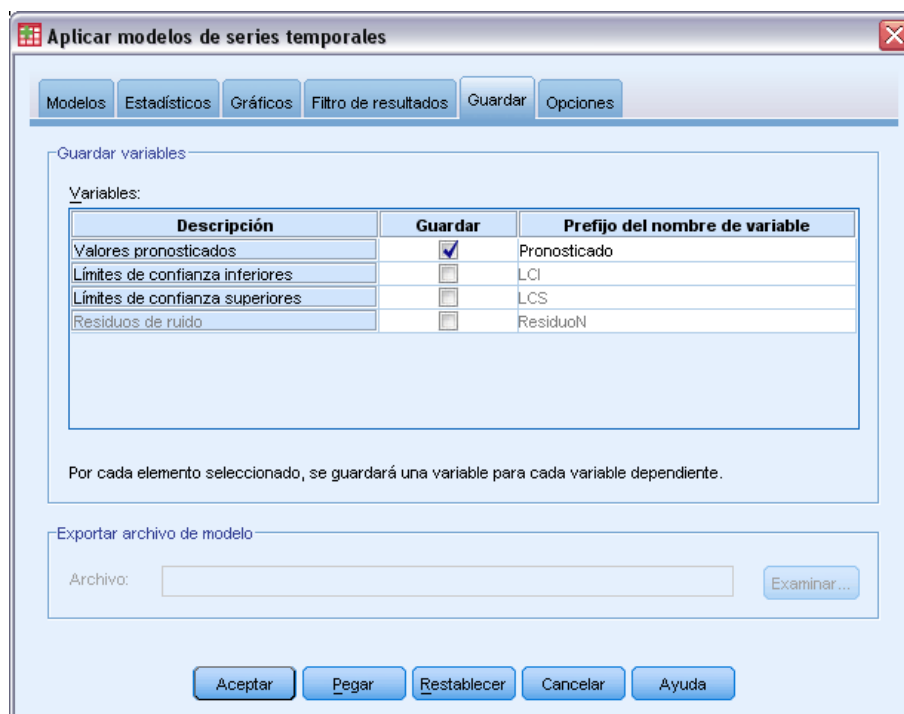 Aplicar modelos de series temporales
Modelos Estadísticos Gráficos Filtro de resultados Guardar Opciones
Guardar variables
Variables:
Descripción Guardar Prefijo del nombre de variable
Valores pronosticados Pronosticado
Límites de confianza inferiores LCI
Límites de confianza superiores LCS
Residuos de ruido ResiduoN
Por cada elemento seleccionado, se guardará una variable para cada variable dependiente.
Exportar archivo de modelo
Archivo: Examinar...
Aceptar Pegar Restablecer Cancelar Ayuda